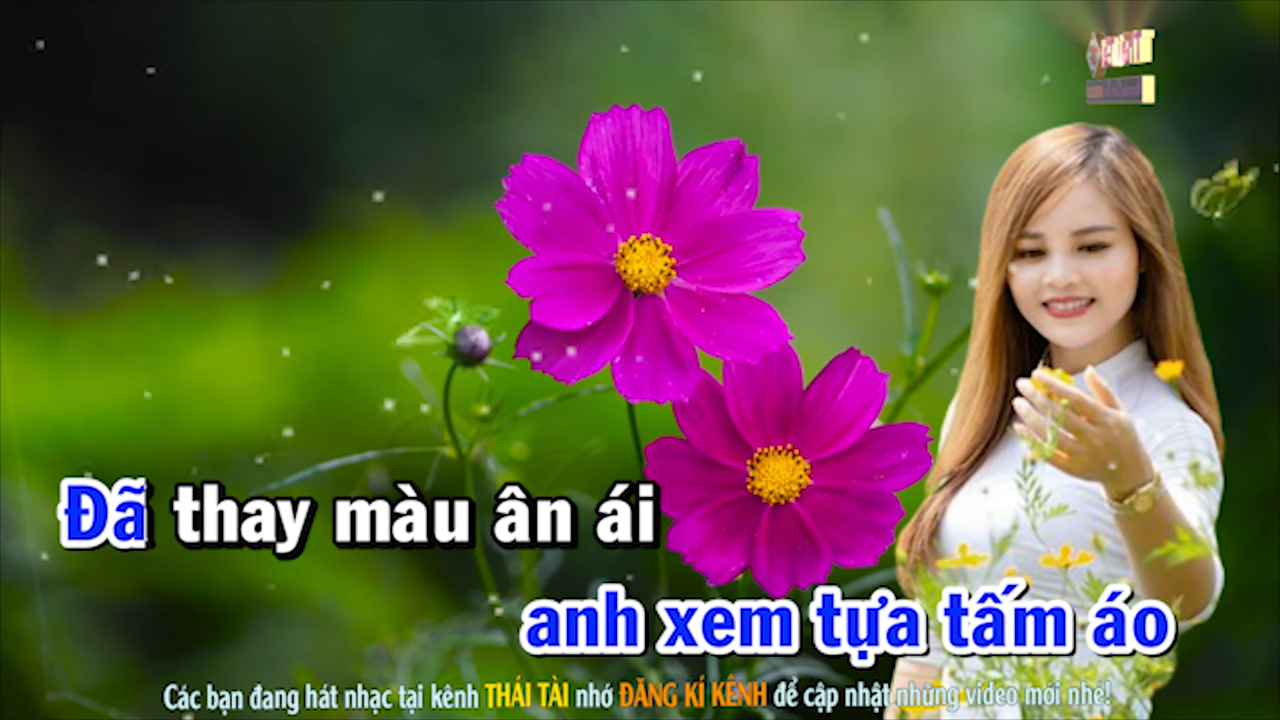 Đã thay màu ân ái
anh xem tựa tấm áo
Các bạn đang hát nhạc tại kênh THÁI TÀI nhớ ĐĂNG KÍ KÊNH để cập nhật những video mới nhé!